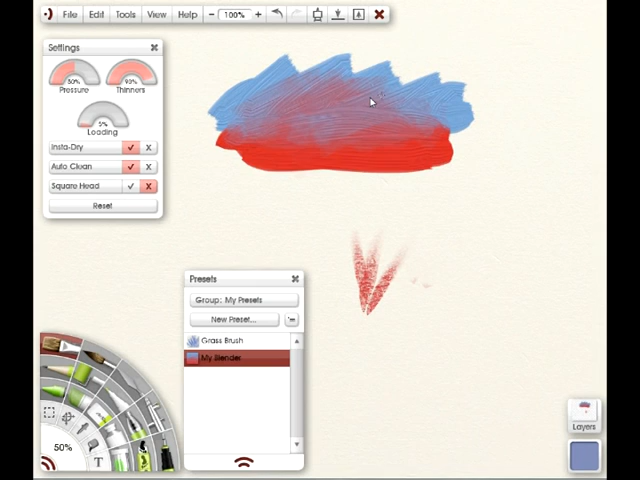 File Edit Tools View Help 100%
Settings
50% 90%
Pressure Thinners
5%
Loading
Insta-Dry
Auto Clean
Square Head
Reset
Presets
Group: My Presets
New Preset...
Grass Brush
My Blender
50%
T
Layers